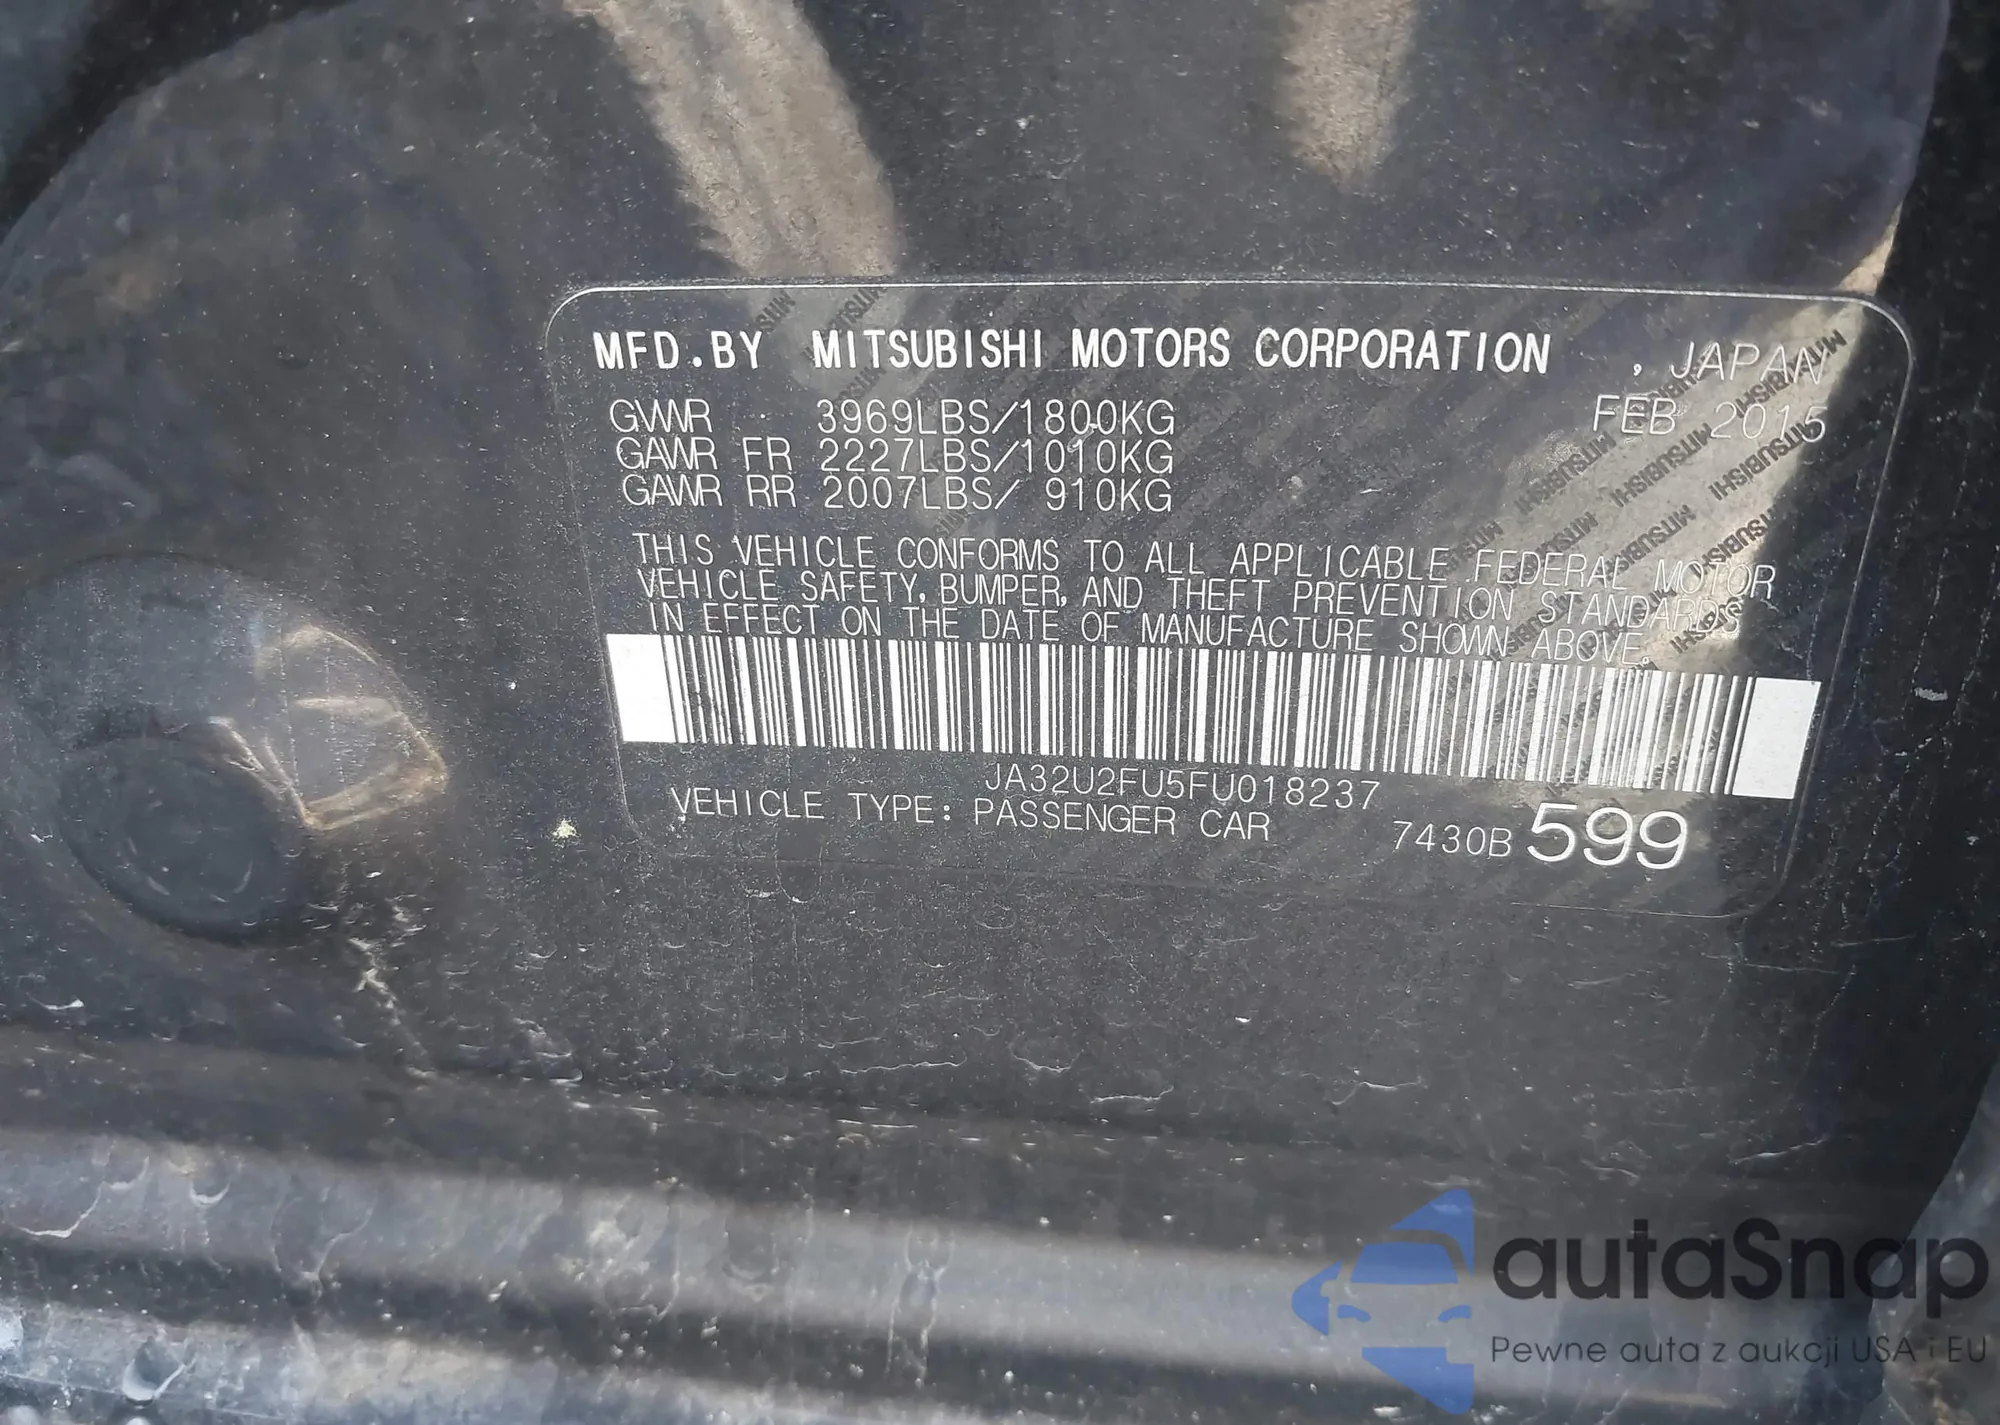 MFD.BY MITSUBISHI MOTORS CORPORATION , JAPAN
FEB 2015
GVWR 3969LBS/1800KG
GAWR FR 2227LBS/1010KG
GAWR RR 2007LBS/ 910KG
THIS VEHICLE CONFORMS TO ALL APPLICABLE FEDERAL MOTOR
VEHICLE SAFETY, BUMPER, AND THEFT PREVENTION STANDARDS
IN EFFECT ON THE DATE OF MANUFACTURE SHOWN ABOVE.
JA32U2FU5FU018237
VEHICLE TYPE: PASSENGER CAR 7430B 599
autaSnap
Pewne auta z aukcji USA i EU